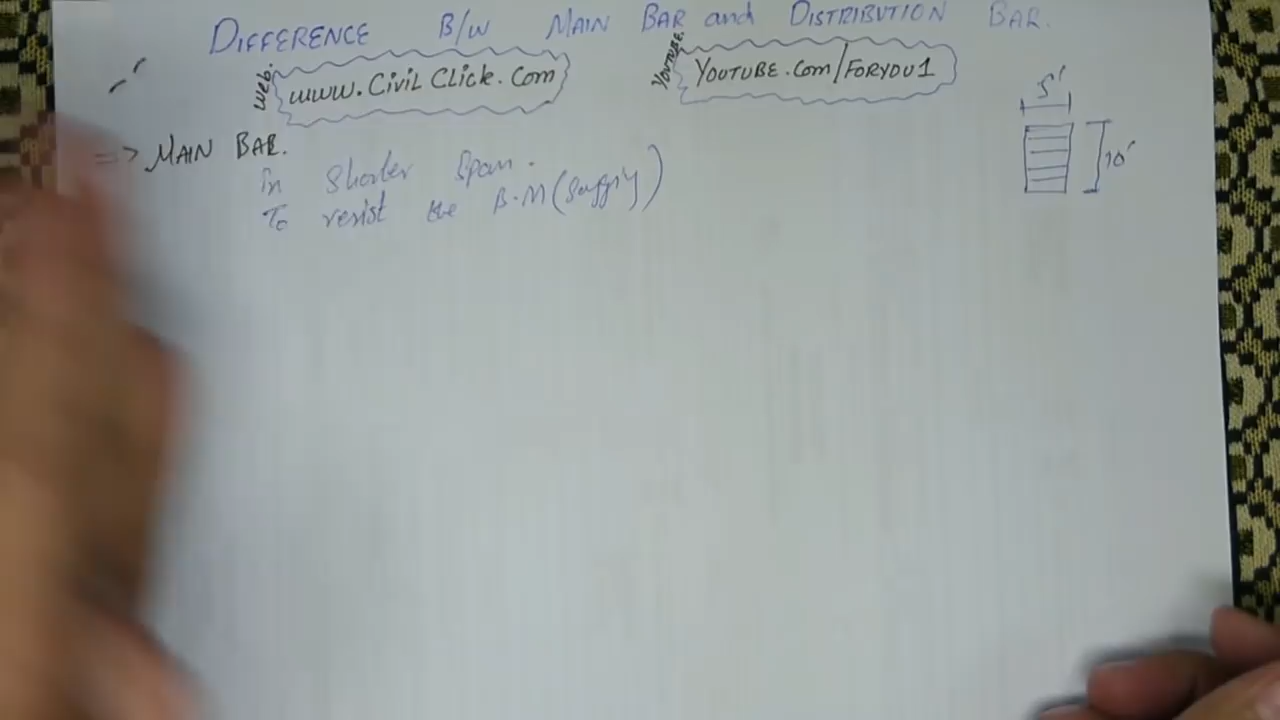 DIFFERENCE B/W MAIN BAR and DISTRIBUTION BAR.
Web. www.Civil Click.Com
YOUTUBE. YOUTUBE.Com/FORYOU1
5'
10'
=> MAIN BAR.
in Shorter Span.
To resist the B.M (Saggig)